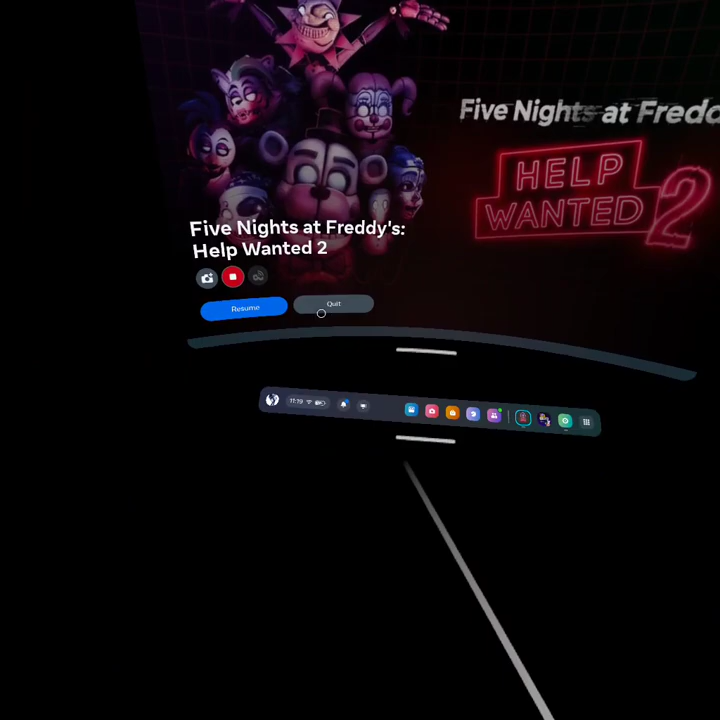 Five Nights at Fredd
HELP
WANTED 2
Five Nights at Freddy's:
Help Wanted 2
Resume
Quit
11:19